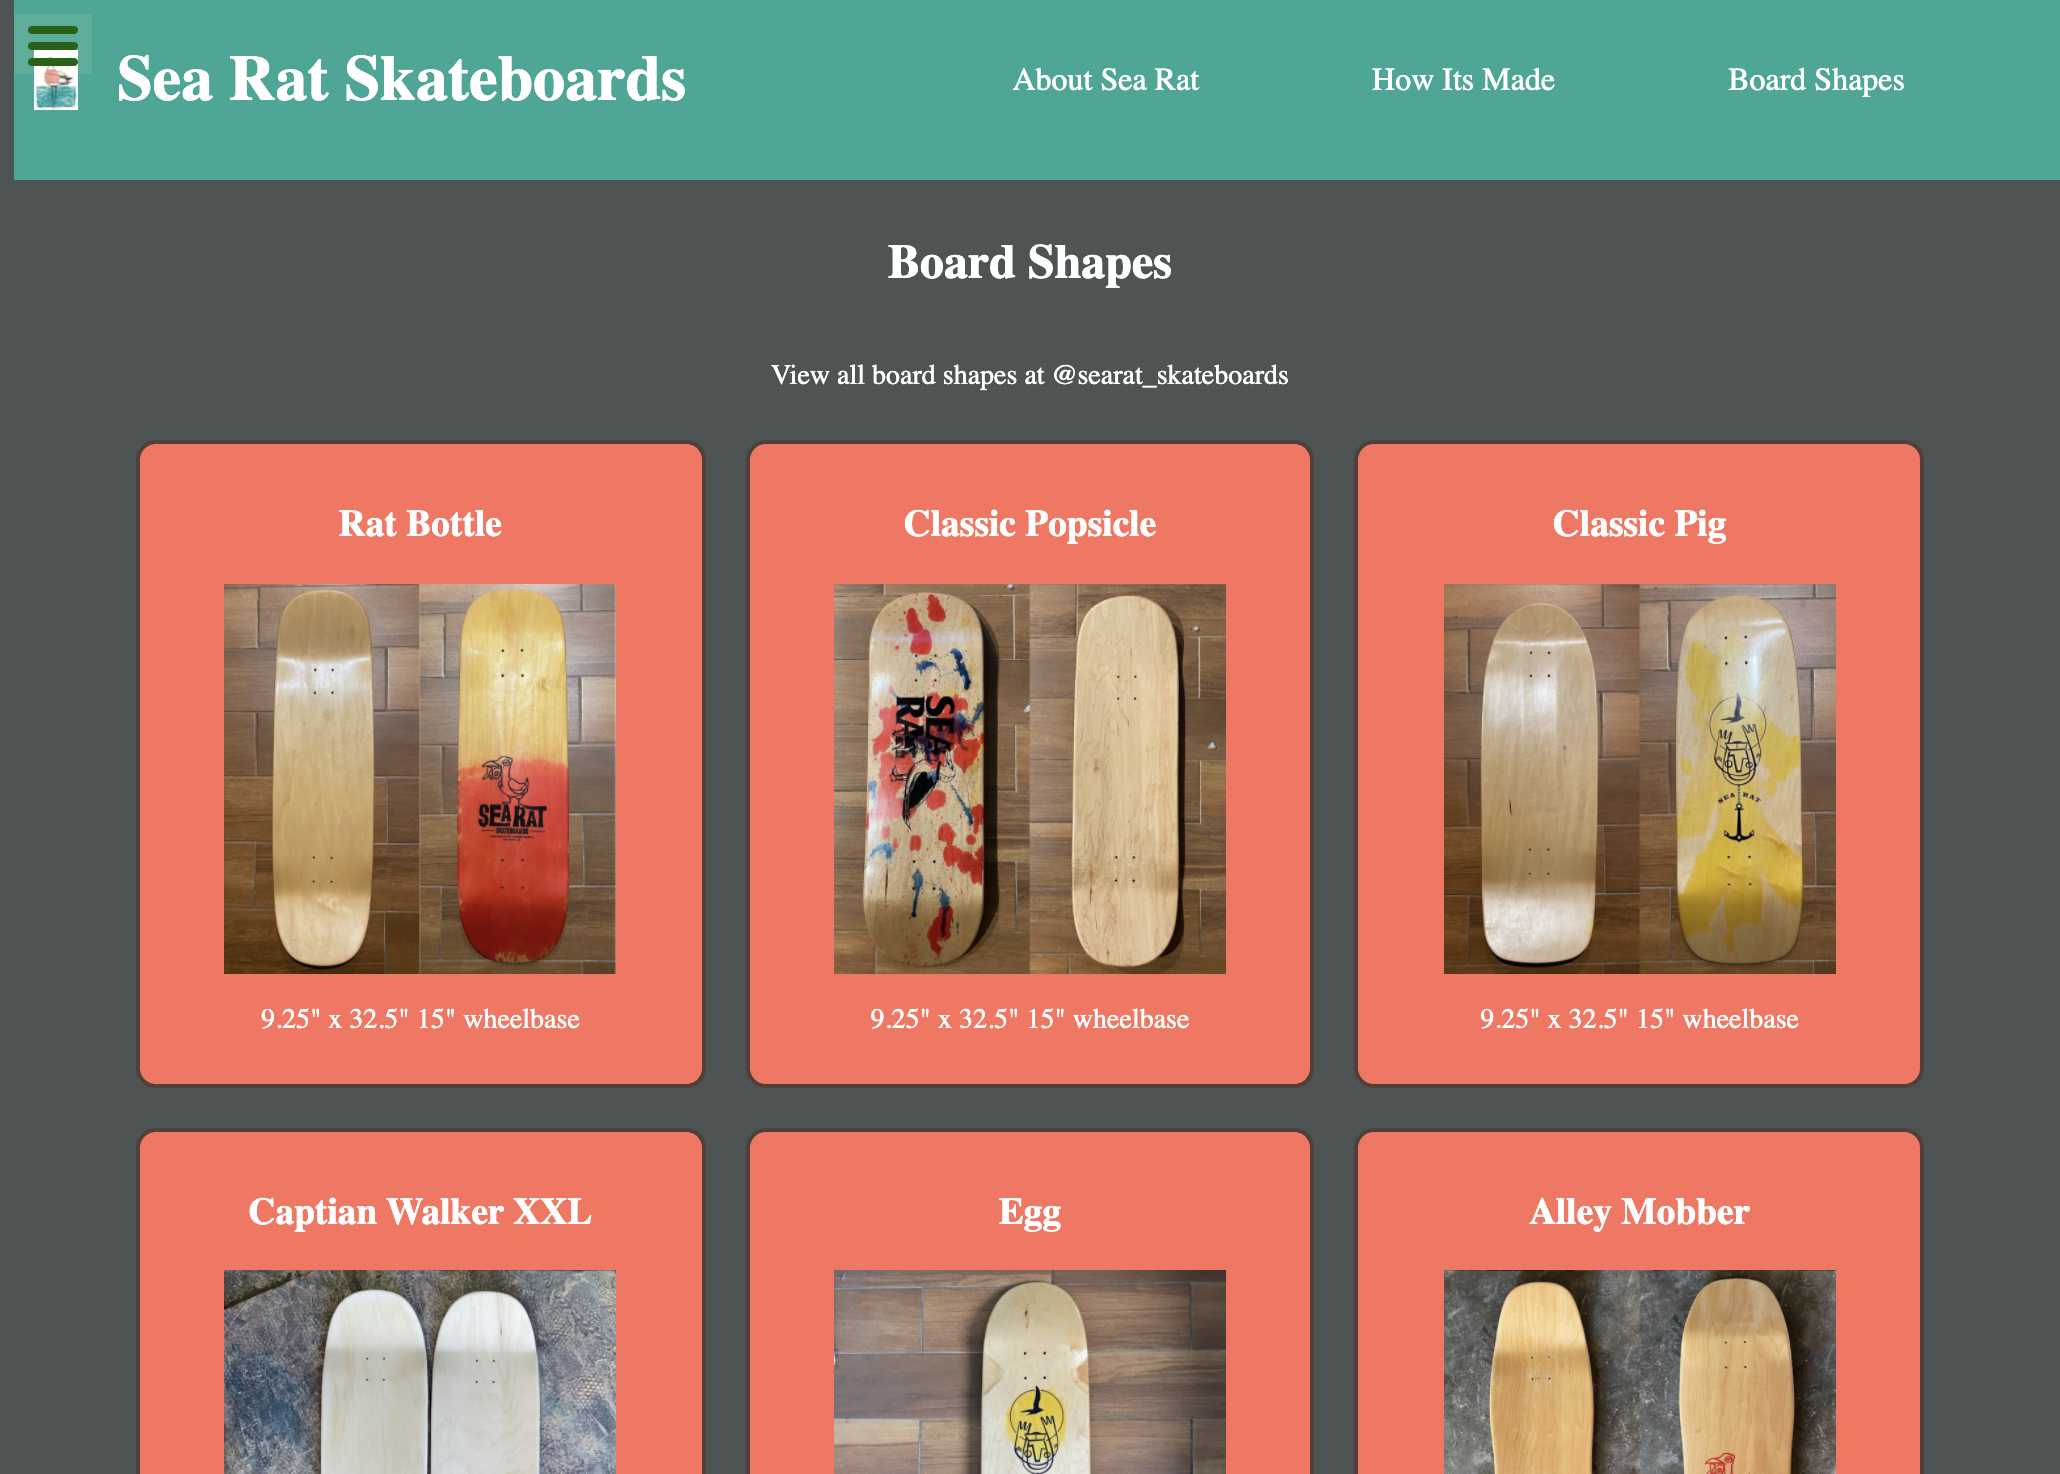 Sea Rat Skateboards
About Sea Rat
How Its Made
Board Shapes
Board Shapes
View all board shapes at @searat_skateboards
Rat Bottle
Classic Popsicle
Classic Pig
SEA RAT
SKATEBOARDS
SEA
RAT
SEA RAT
9.25" x 32.5" 15" wheelbase
9.25" x 32.5" 15" wheelbase
9.25" x 32.5" 15" wheelbase
Captian Walker XXL
Egg
Alley Mobber